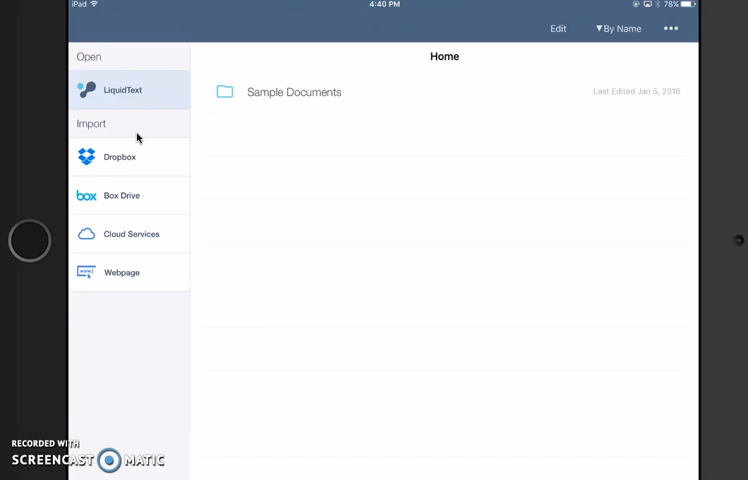 iPad 4:40 PM 78%
Edit ▼By Name •••
Open Home
LiquidText
Sample Documents Last Edited Jan 5, 2016
Import
Dropbox
box Box Drive
Cloud Services
www Webpage
RECORDED WITH
SCREENCAST MATIC